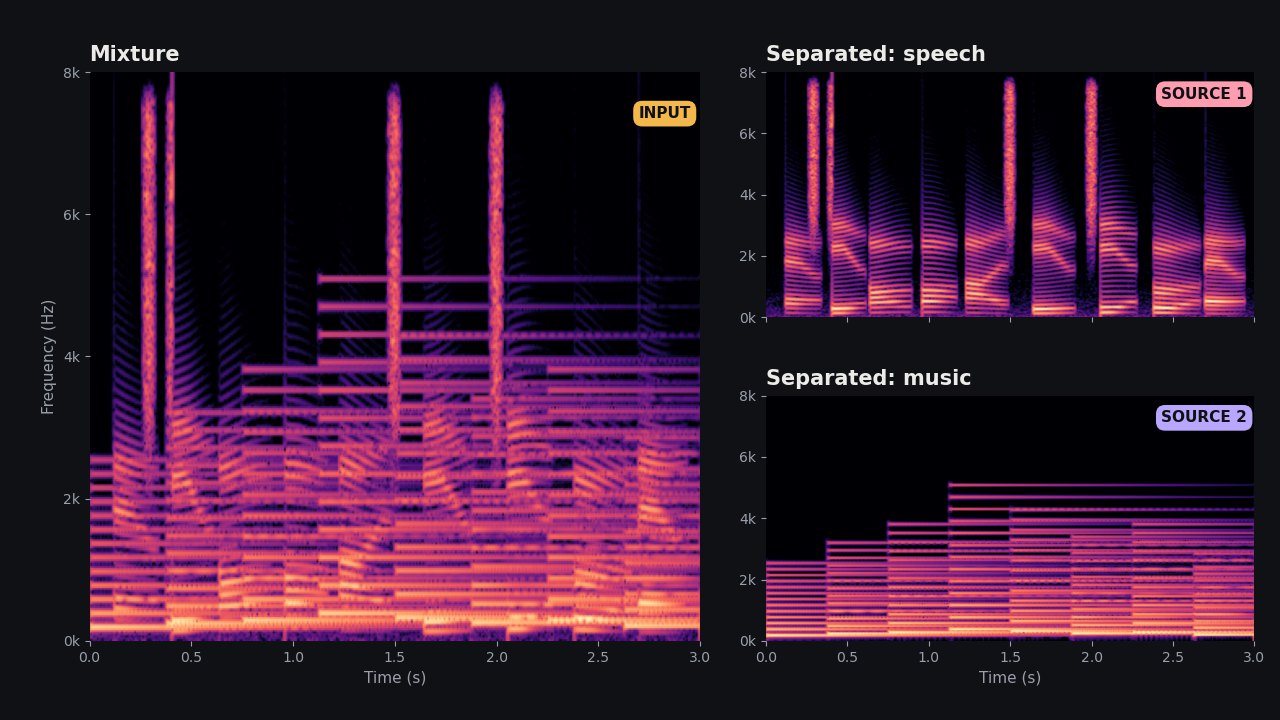 Mixture
INPUT
8k
6k
4k
2k
0k
Frequency (Hz)
0.0 0.5 1.0 1.5 2.0 2.5 3.0
Time (s)
Separated: speech
SOURCE 1
8k
6k
4k
2k
0k
Separated: music
SOURCE 2
8k
6k
4k
2k
0k
0.0 0.5 1.0 1.5 2.0 2.5 3.0
Time (s)